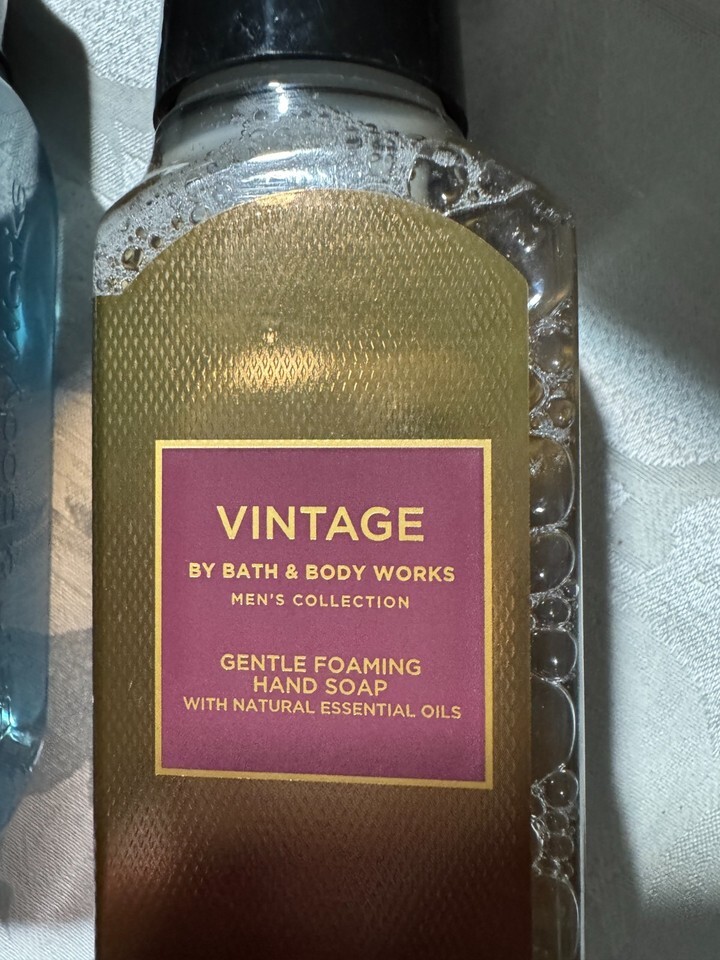 VINTAGE
BY BATH & BODY WORKS
MEN'S COLLECTION
GENTLE FOAMING
HAND SOAP
WITH NATURAL ESSENTIAL OILS